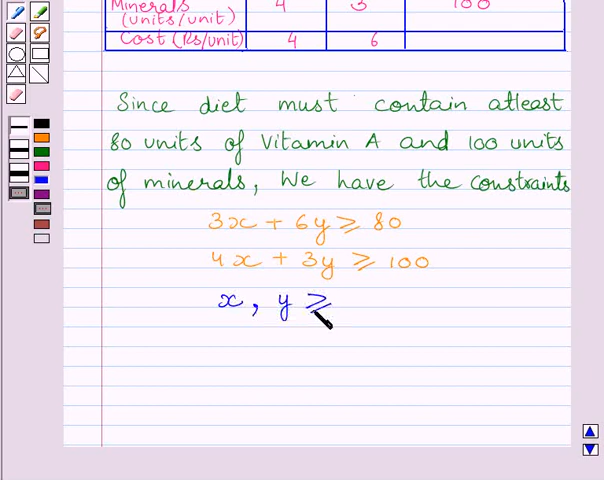 Minerals 4 3 100
(units/unit)
Cost (Rs/unit) 4 6
Since diet must contain atleast
80 units of Vitamin A and 100 units
of minerals, We have the constraints
3x + 6y ⩾ 80
4x + 3y ⩾ 100
x, y ⩾